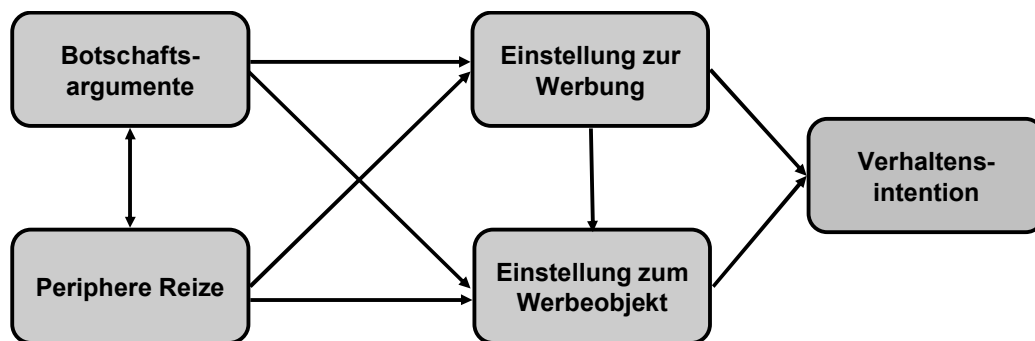 Botschafts-
argumente
Einstellung zur
Werbung
Verhaltens-
intention
Periphere Reize
Einstellung zum
Werbeobjekt